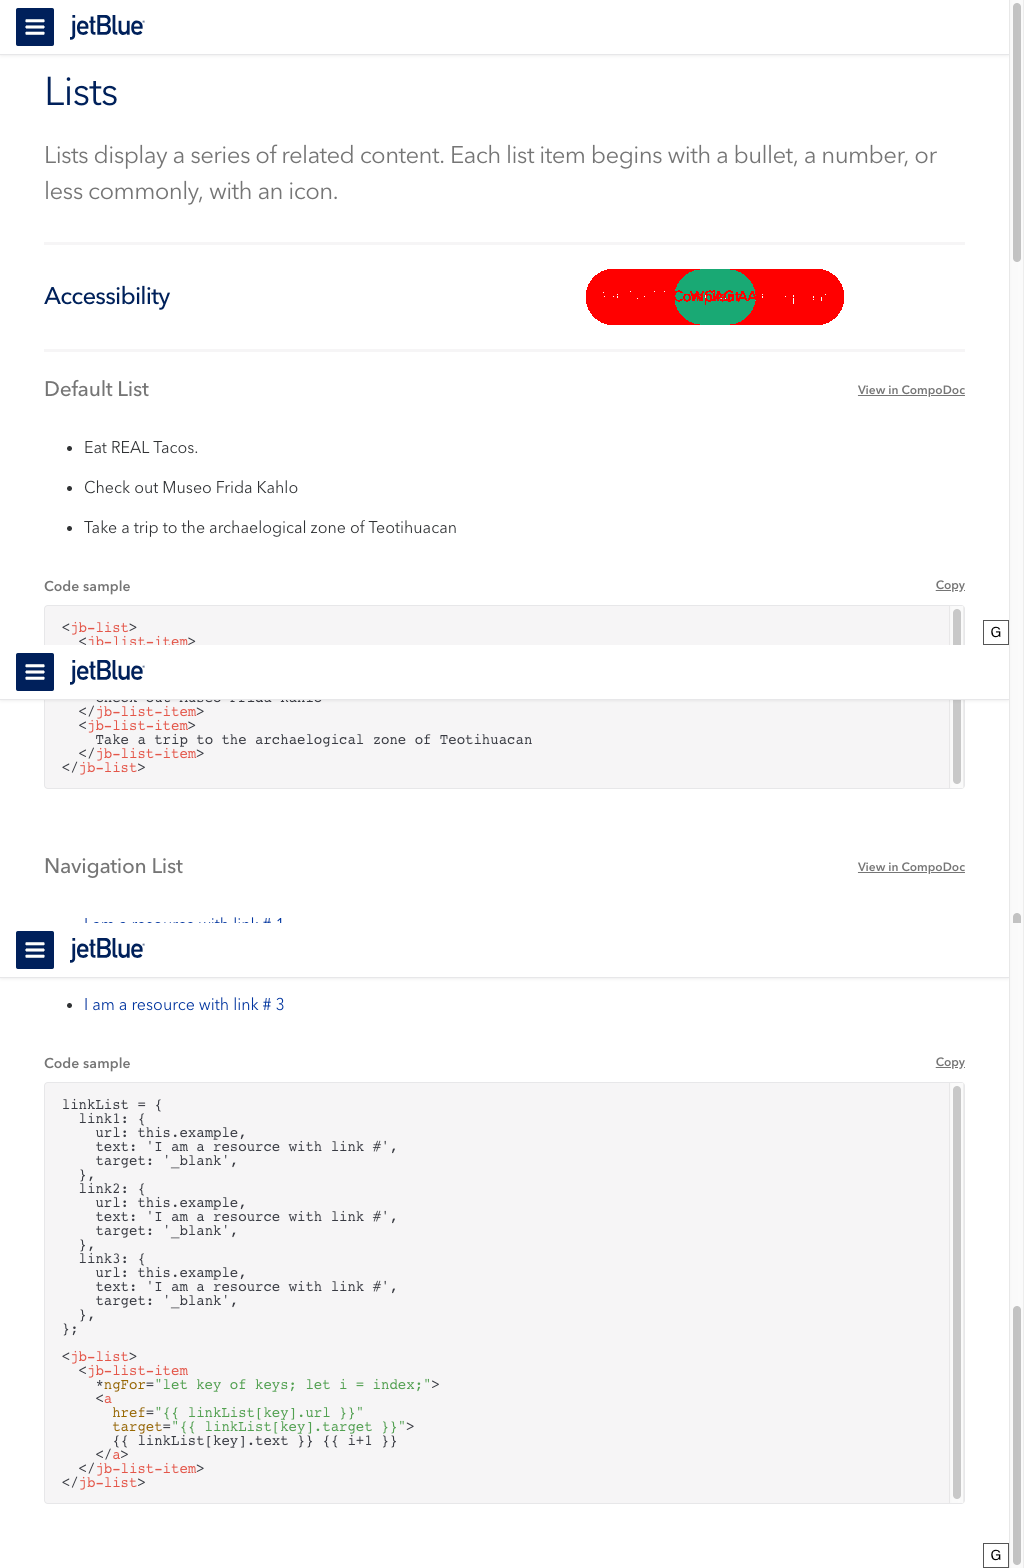 jetBlue
Lists
Lists display a series of related content. Each list item begins with a bullet, a number, or
less commonly, with an icon.
Accessibility
Default List
View in CompoDoc
• Eat REAL Tacos.
• Check out Museo Frida Kahlo
• Take a trip to the archaelogical zone of Teotihuacan
Code sample
Copy
<jb-list>
<jb-list-item>
G
jetBlue
</jb-list-item>
<jb-list-item>
Take a trip to the archaelogical zone of Teotihuacan
</jb-list-item>
</jb-list>
Navigation List
View in CompoDoc
I am a resource with link # 1
jetBlue
• I am a resource with link # 3
Code sample
Copy
linkList = {
link1: {
url: this.example,
text: 'I am a resource with link #',
target: '_blank',
},
link2: {
url: this.example,
text: 'I am a resource with link #',
target: '_blank',
},
link3: {
url: this.example,
text: 'I am a resource with link #',
target: '_blank',
},
};
<jb-list>
<jb-list-item
*ngFor="let key of keys; let i = index;">
<a
href="{{ linkList[key].url }}"
target="{{ linkList[key].target }}">
{{ linkList[key].text }} {{ i+1 }}
</a>
</jb-list-item>
</jb-list>
G